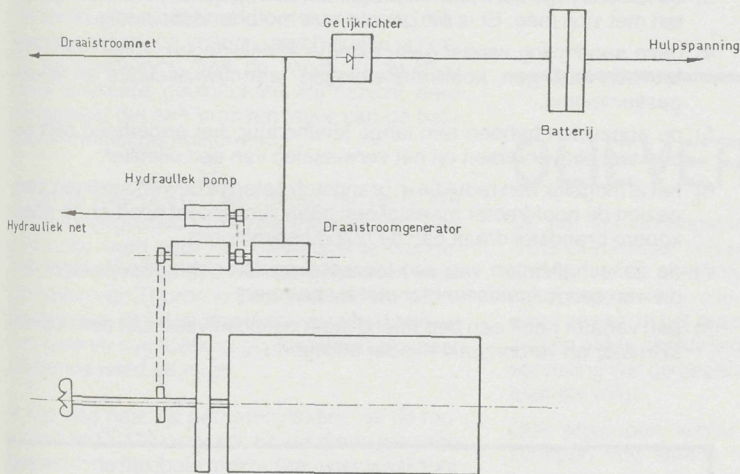 Gelijkrichter
Draaistroomnet
Hulpspanning
Batterij
Hydrauliek pomp
Hydrauliek net
Draaistroomgenerator